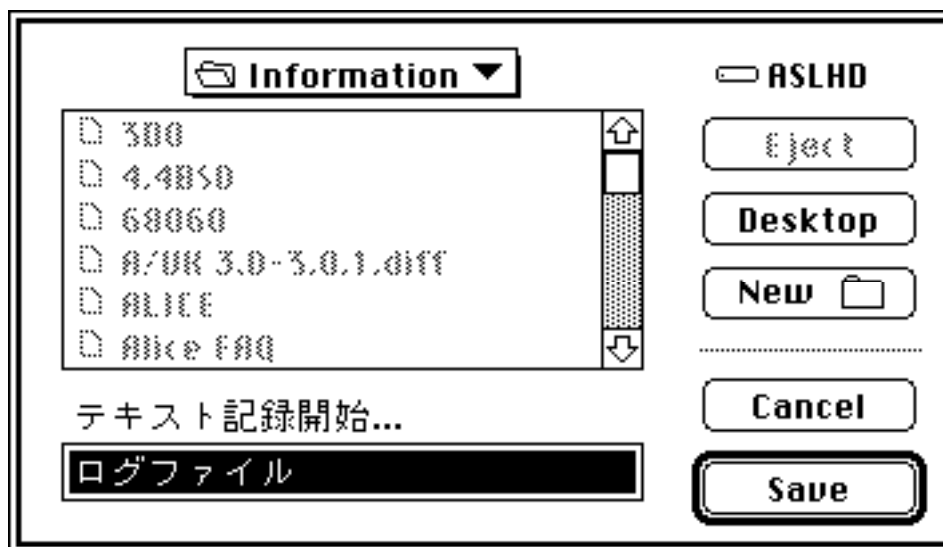 Information
ASLHD
3DO
4.4BSD
68060
A/UX 3.0-3.0.1.diff
ALICE
Alice FAQ
Eject
Desktop
New
テキスト記録開始...
ログファイル
Cancel
Save